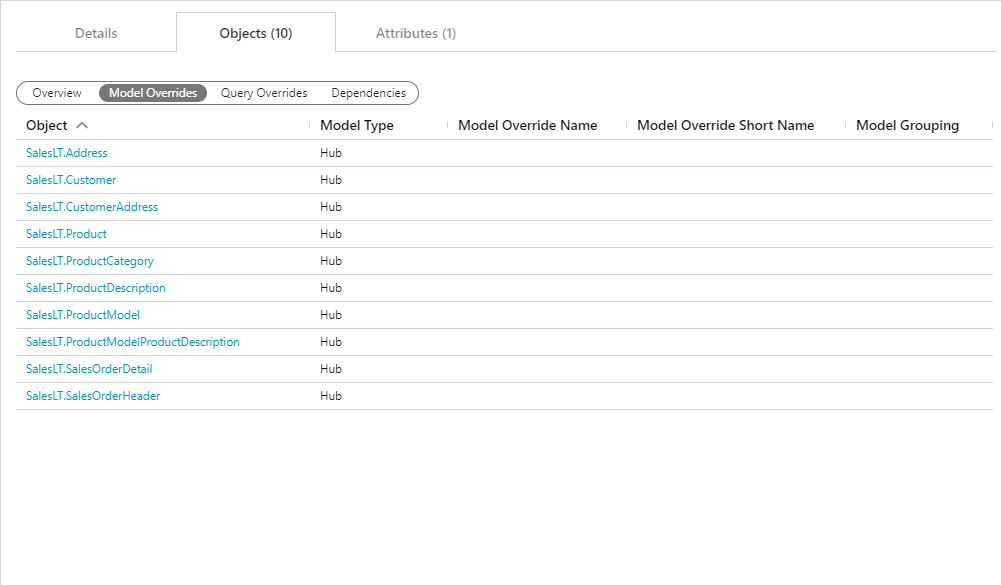 Details Objects (10) Attributes (1)
Overview Model Overrides Query Overrides Dependencies
Object Model Type Model Override Name Model Override Short Name Model Grouping
SalesLT.Address Hub
SalesLT.Customer Hub
SalesLT.CustomerAddress Hub
SalesLT.Product Hub
SalesLT.ProductCategory Hub
SalesLT.ProductDescription Hub
SalesLT.ProductModel Hub
SalesLT.ProductModelProductDescription Hub
SalesLT.SalesOrderDetail Hub
SalesLT.SalesOrderHeader Hub